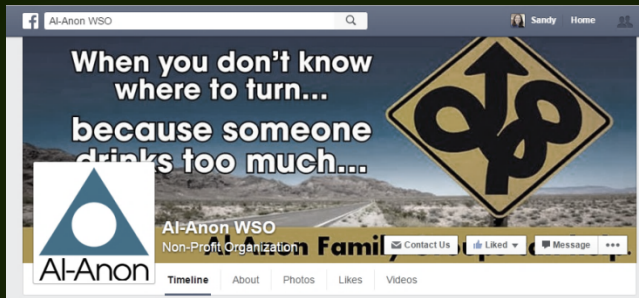 Al-Anon WSO
Sandy
Home
When you don't know
where to turn...
because someone
drinks too much...
Al-Anon WSO
Non-Profit Organization
Contact Us
Liked
Message
Al-Anon
Timeline
About
Photos
Likes
Videos